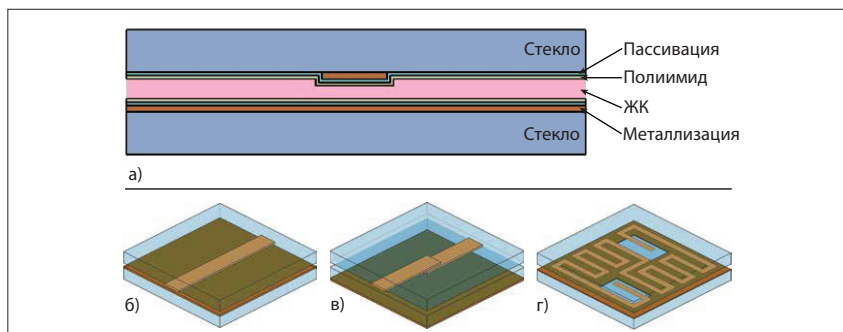 Стекло
Пассивация
Полиимид
ЖК
Стекло
Металлизация
а)
б)
в)
г)